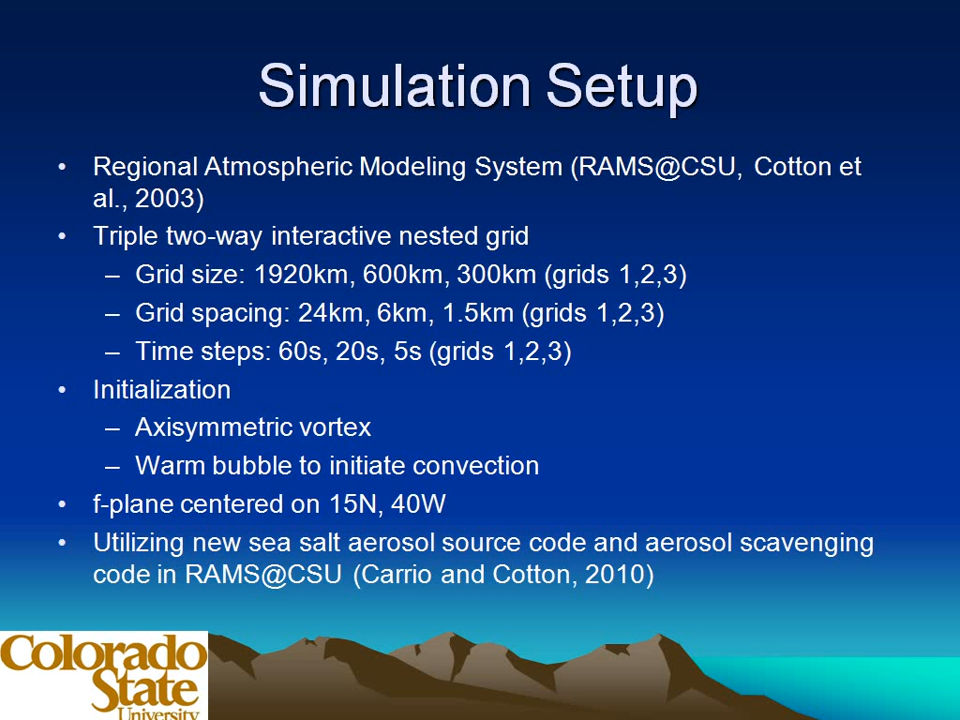 Simulation Setup
• Regional Atmospheric Modeling System (RAMS@CSU, Cotton et
al., 2003)
• Triple two-way interactive nested grid
– Grid size: 1920km, 600km, 300km (grids 1,2,3)
– Grid spacing: 24km, 6km, 1.5km (grids 1,2,3)
– Time steps: 60s, 20s, 5s (grids 1,2,3)
• Initialization
– Axisymmetric vortex
– Warm bubble to initiate convection
• f-plane centered on 15N, 40W
• Utilizing new sea salt aerosol source code and aerosol scavenging
code in RAMS@CSU (Carrio and Cotton, 2010)
Colorado
State
University